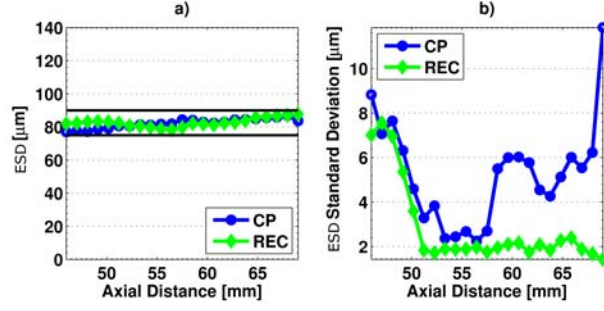 a)
140
120
100
80
60
40
20
0
ESD [µm]
CP
REC
50 55 60 65
Axial Distance [mm]
b)
10
8
6
4
2
ESD Standard Deviation [µm]
CP
REC
50 55 60 65
Axial Distance [mm]